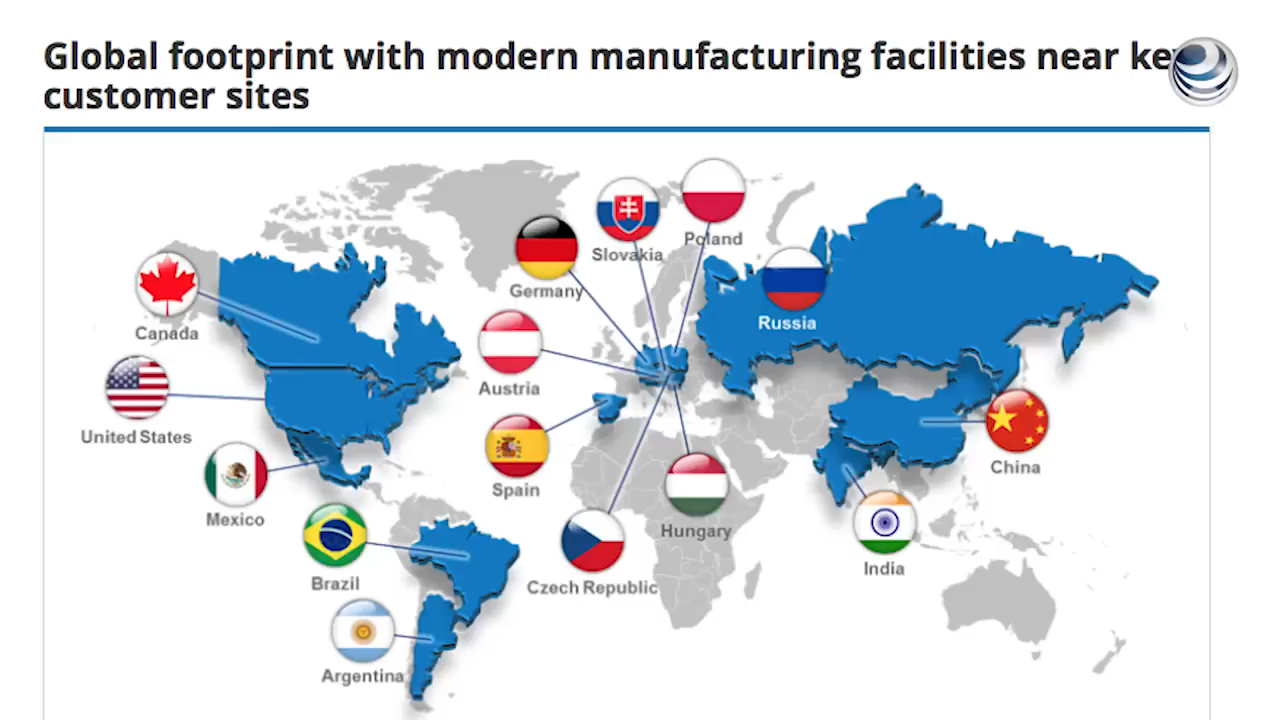 Global footprint with modern manufacturing facilities near key
customer sites
Poland
Slovakia
Germany
Russia
Canada
Austria
United States
China
Spain
Mexico
Hungary
India
Brazil
Czech Republic
Argentina